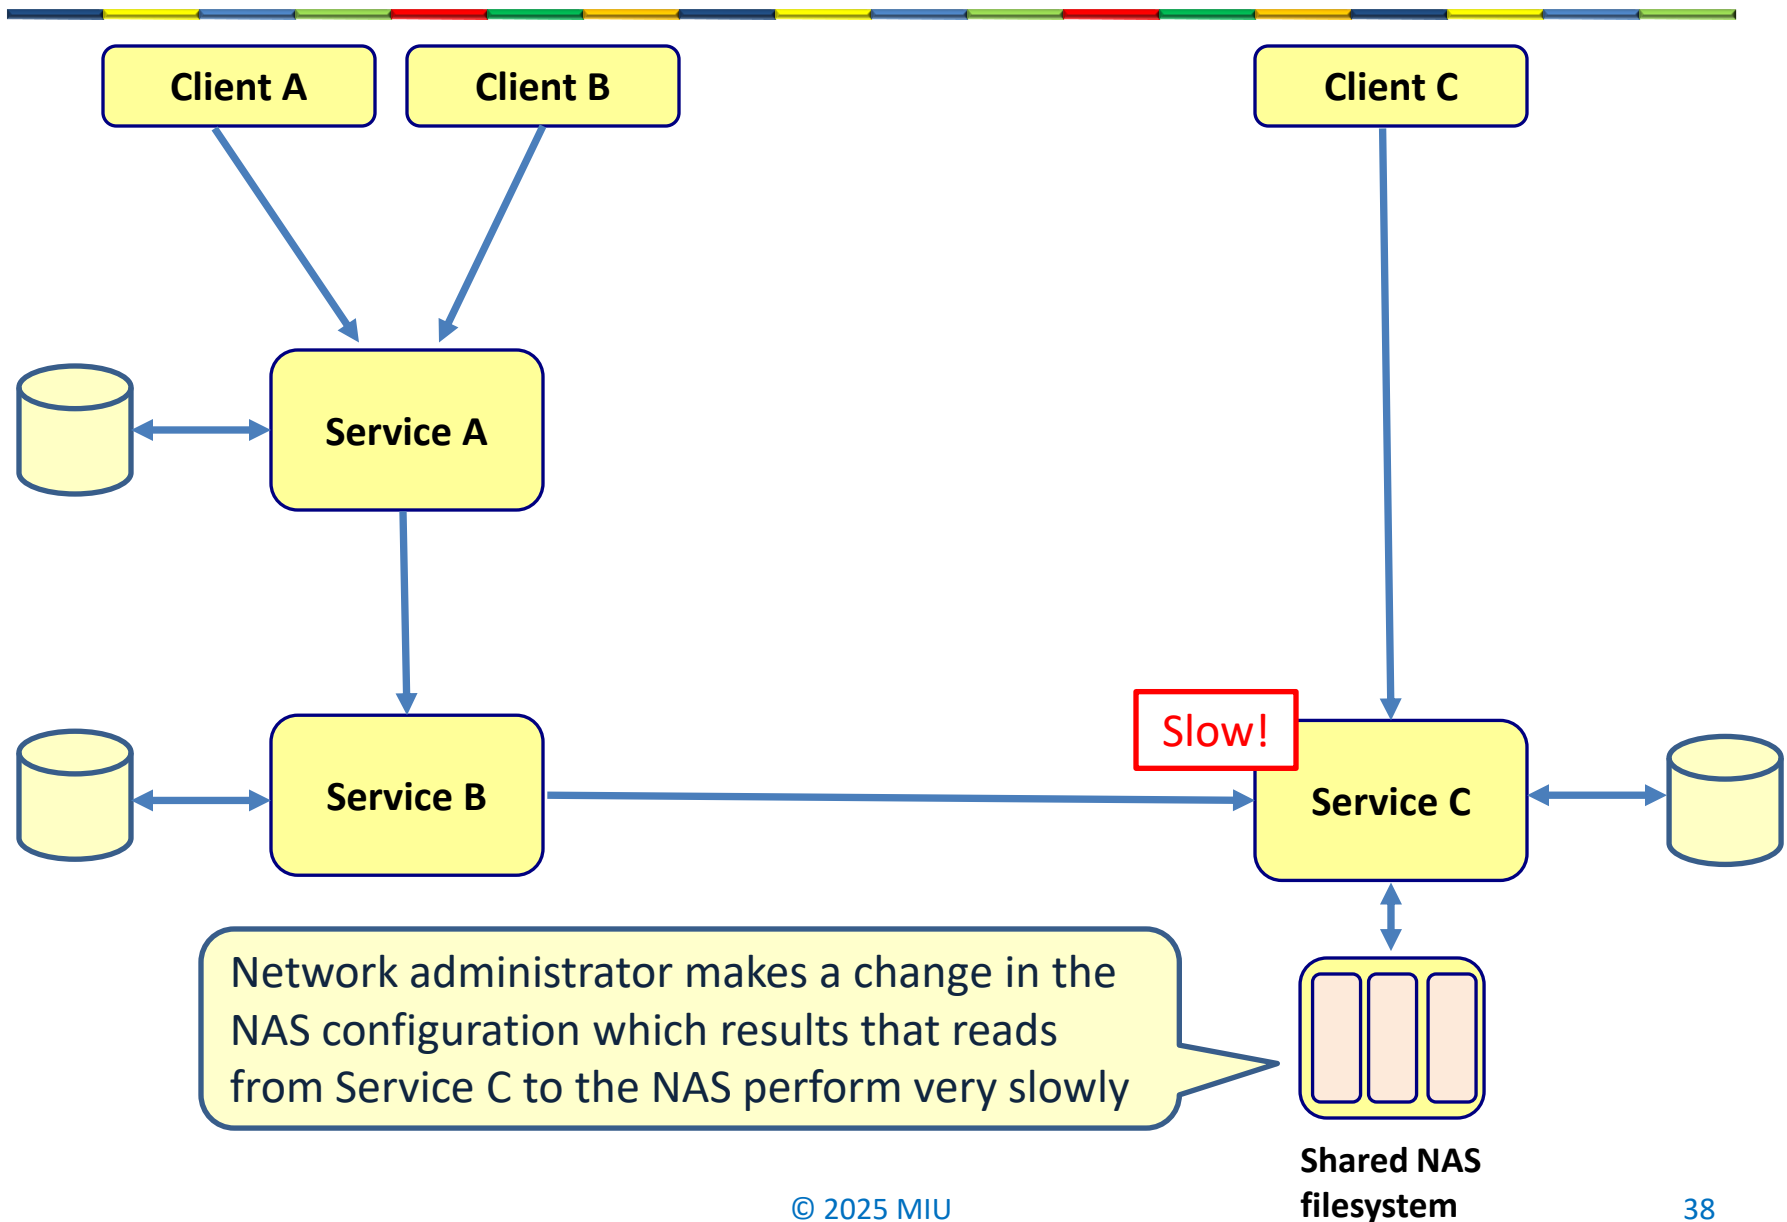 Client A
Client B
Client C
Service A
Slow!
Service B
Service C
Network administrator makes a change in the
NAS configuration which results that reads
from Service C to the NAS perform very slowly
Shared NAS
filesystem
© 2025 MIU
38